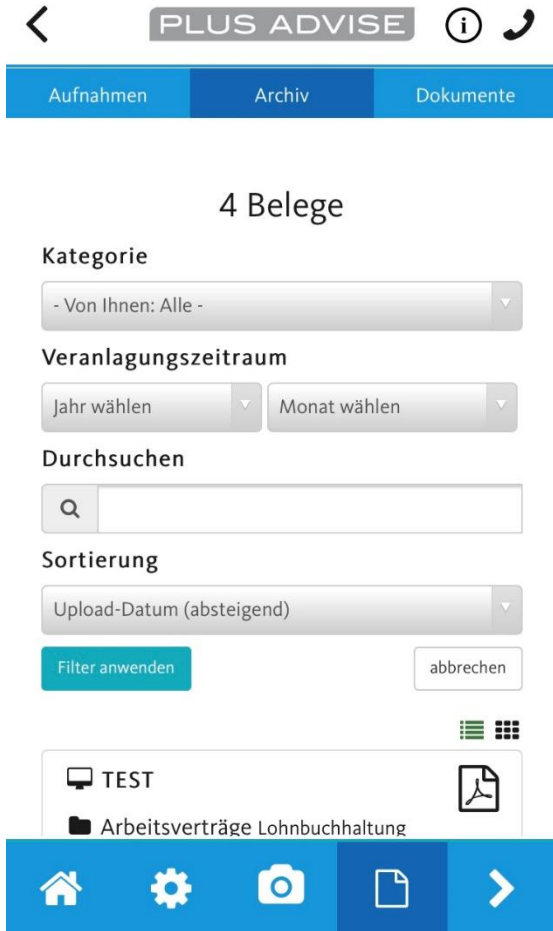 PLUS ADVISE
Aufnahmen Archiv Dokumente
4 Belege
Kategorie
- Von Ihnen: Alle -
Veranlagungszeitraum
Jahr wählen Monat wählen
Durchsuchen
Sortierung
Upload-Datum (absteigend)
Filter anwenden abbrechen
TEST
Arbeitsverträge Lohnbuchhaltung